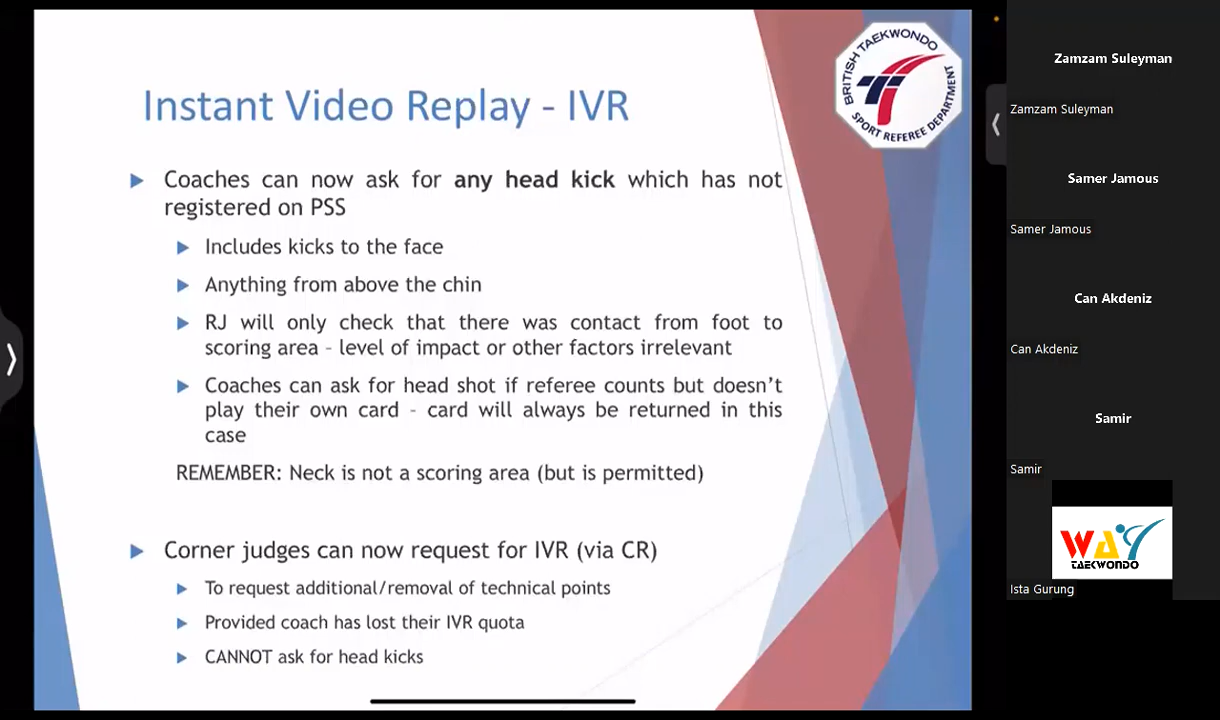 Instant Video Replay - IVR
BRITISH TAEKWONDO
SPORT REFEREE DEPARTMENT
Coaches can now ask for any head kick which has not
registered on PSS
Includes kicks to the face
Anything from above the chin
RJ will only check that there was contact from foot to
scoring area – level of impact or other factors irrelevant
Coaches can ask for head shot if referee counts but doesn't
play their own card – card will always be returned in this
case
REMEMBER: Neck is not a scoring area (but is permitted)
Corner judges can now request for IVR (via CR)
To request additional/removal of technical points
Provided coach has lost their IVR quota
CANNOT ask for head kicks
Zamzam Suleyman
Zamzam Suleyman
Samer Jamous
Samer Jamous
Can Akdeniz
Can Akdeniz
Samir
Samir
WAY
TAEKWONDO
Ista Gurung